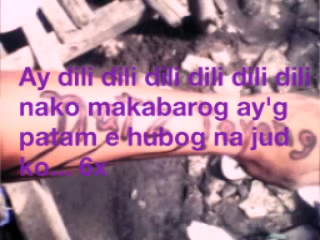 Ay dili dili dili dili dili dili
nako makabarog ay'g
patam e hubog na jud
ko... 6x